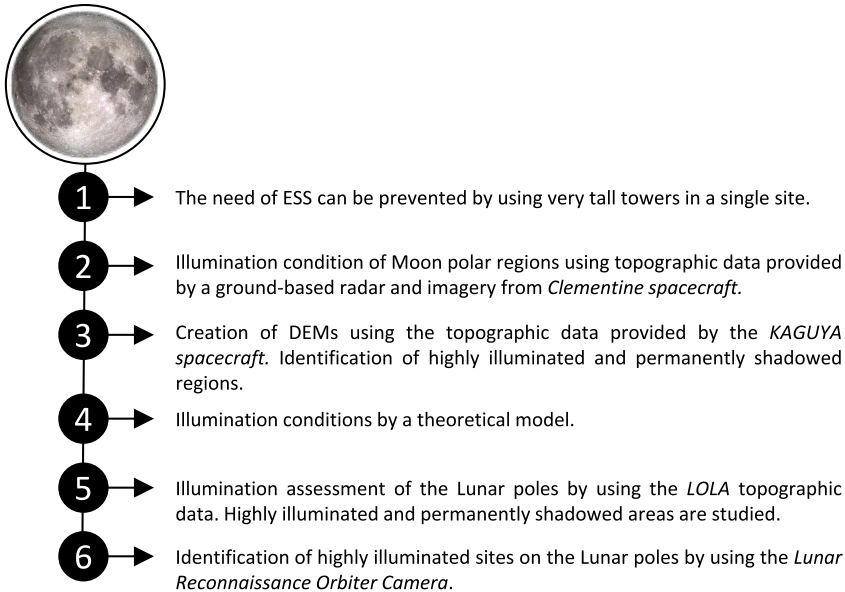 1
The need of ESS can be prevented by using very tall towers in a single site.
2
Illumination condition of Moon polar regions using topographic data provided
by a ground-based radar and imagery from Clementine spacecraft.
3
Creation of DEMs using the topographic data provided by the KAGUYA
spacecraft. Identification of highly illuminated and permanently shadowed
regions.
4
Illumination conditions by a theoretical model.
5
Illumination assessment of the Lunar poles by using the LOLA topographic
data. Highly illuminated and permanently shadowed areas are studied.
6
Identification of highly illuminated sites on the Lunar poles by using the Lunar
Reconnaissance Orbiter Camera.